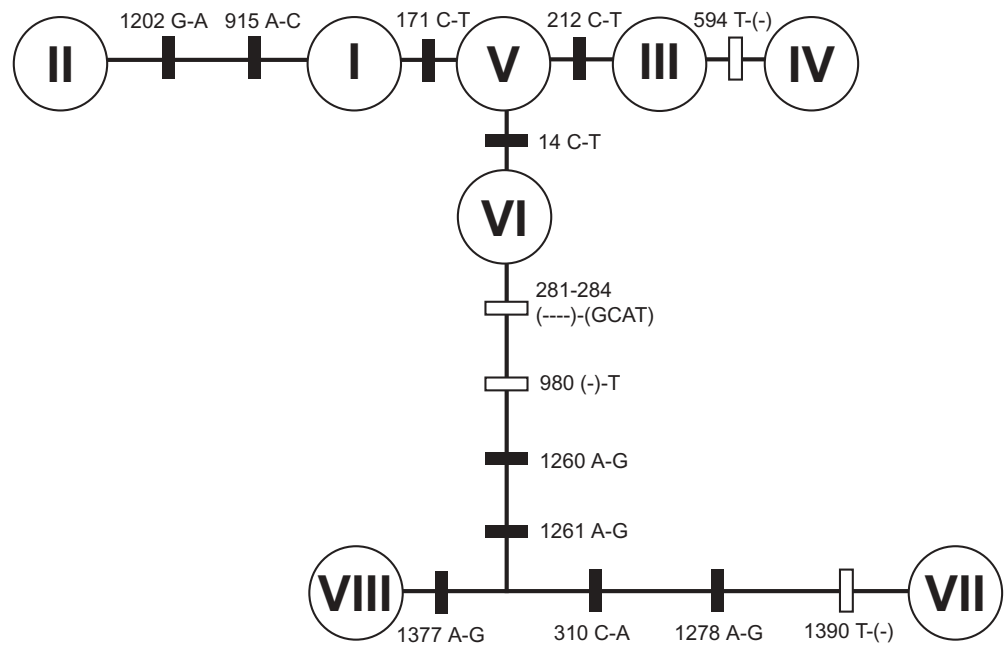 1202 G-A 915 A-C 171 C-T 212 C-T 594 T-(-)
II I V III IV
14 C-T
VI
281-284
(----)-(GCAT)
980 (-)-T
1260 A-G
1261 A-G
VIII VII
1377 A-G 310 C-A 1278 A-G 1390 T-(-)